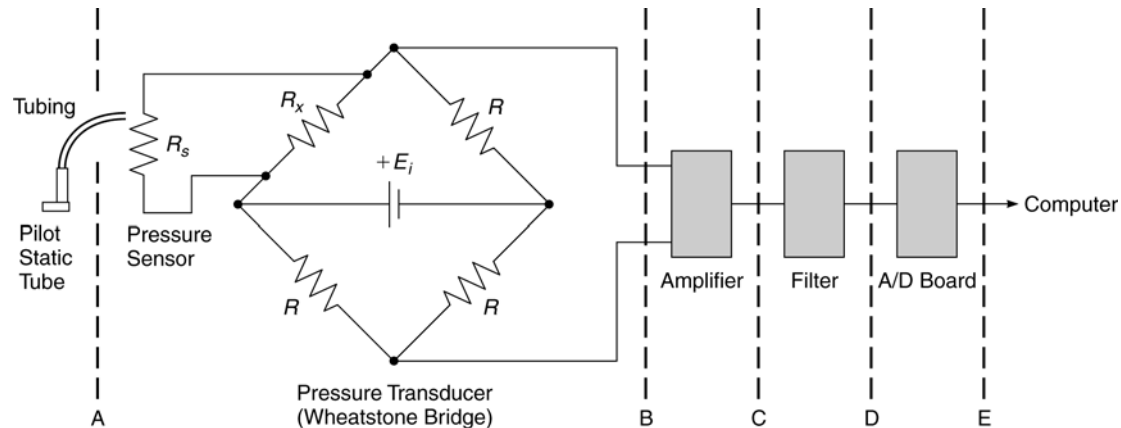 Tubing
R_s
Pilot
Static
Tube
Pressure
Sensor
R_x
R
+E_i
R
R
Pressure Transducer
(Wheatstone Bridge)
Amplifier
Filter
A/D Board
Computer
A
B
C
D
E